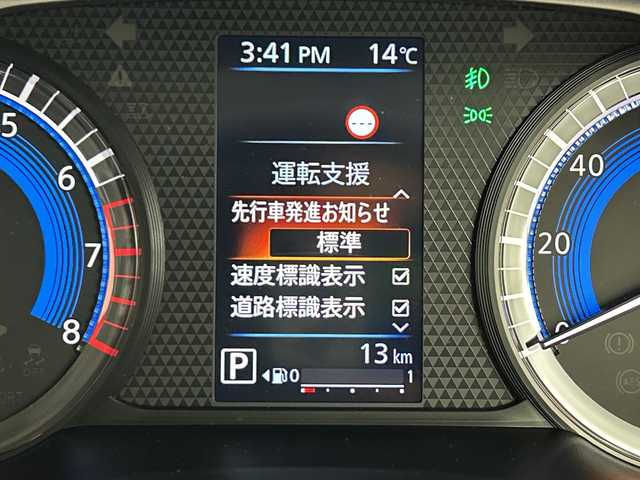 3:41 PM 14℃
---
運転支援
先行車発進お知らせ
標準
速度標識表示
道路標識表示
5
6
7
8
40
20
0
P
13 km
0 1
OFF